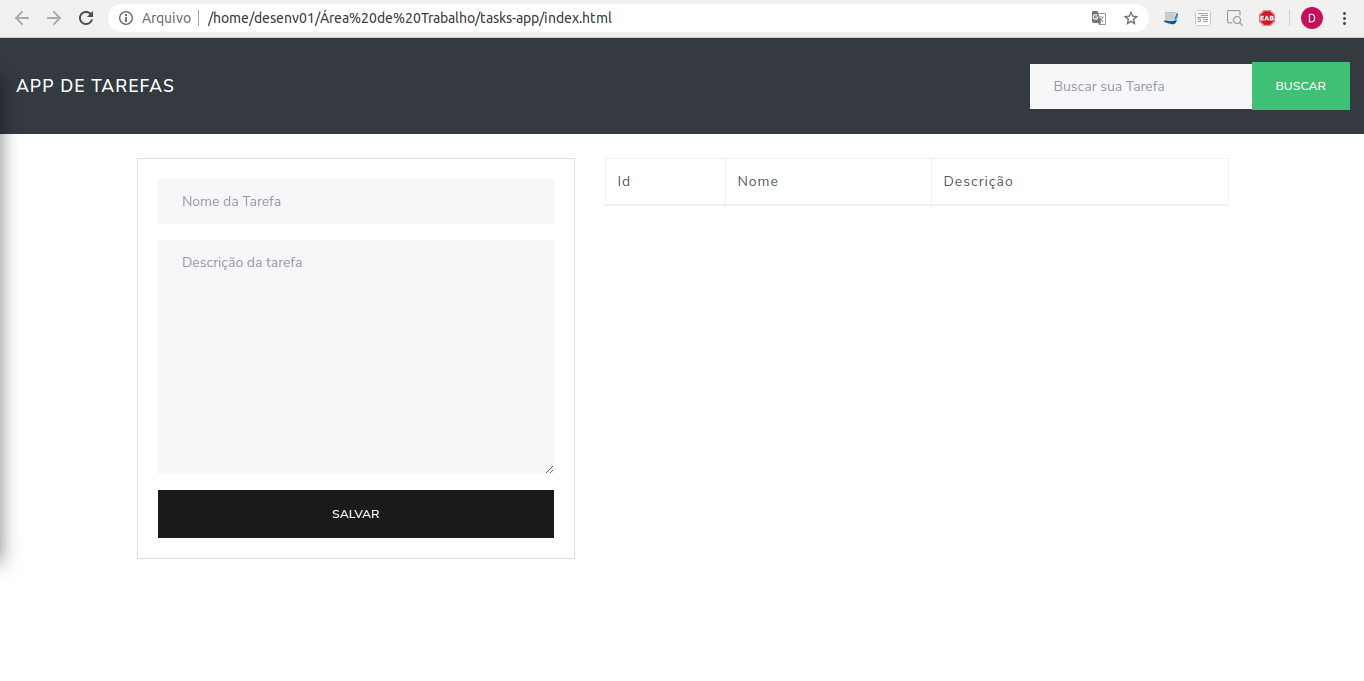 Arquivo /home/desenv01/Área%20de%20Trabalho/tasks-app/index.html
EAB
D
APP DE TAREFAS
Buscar sua Tarefa
BUSCAR
Nome da Tarefa
Descrição da tarefa
SALVAR
Id Nome Descrição